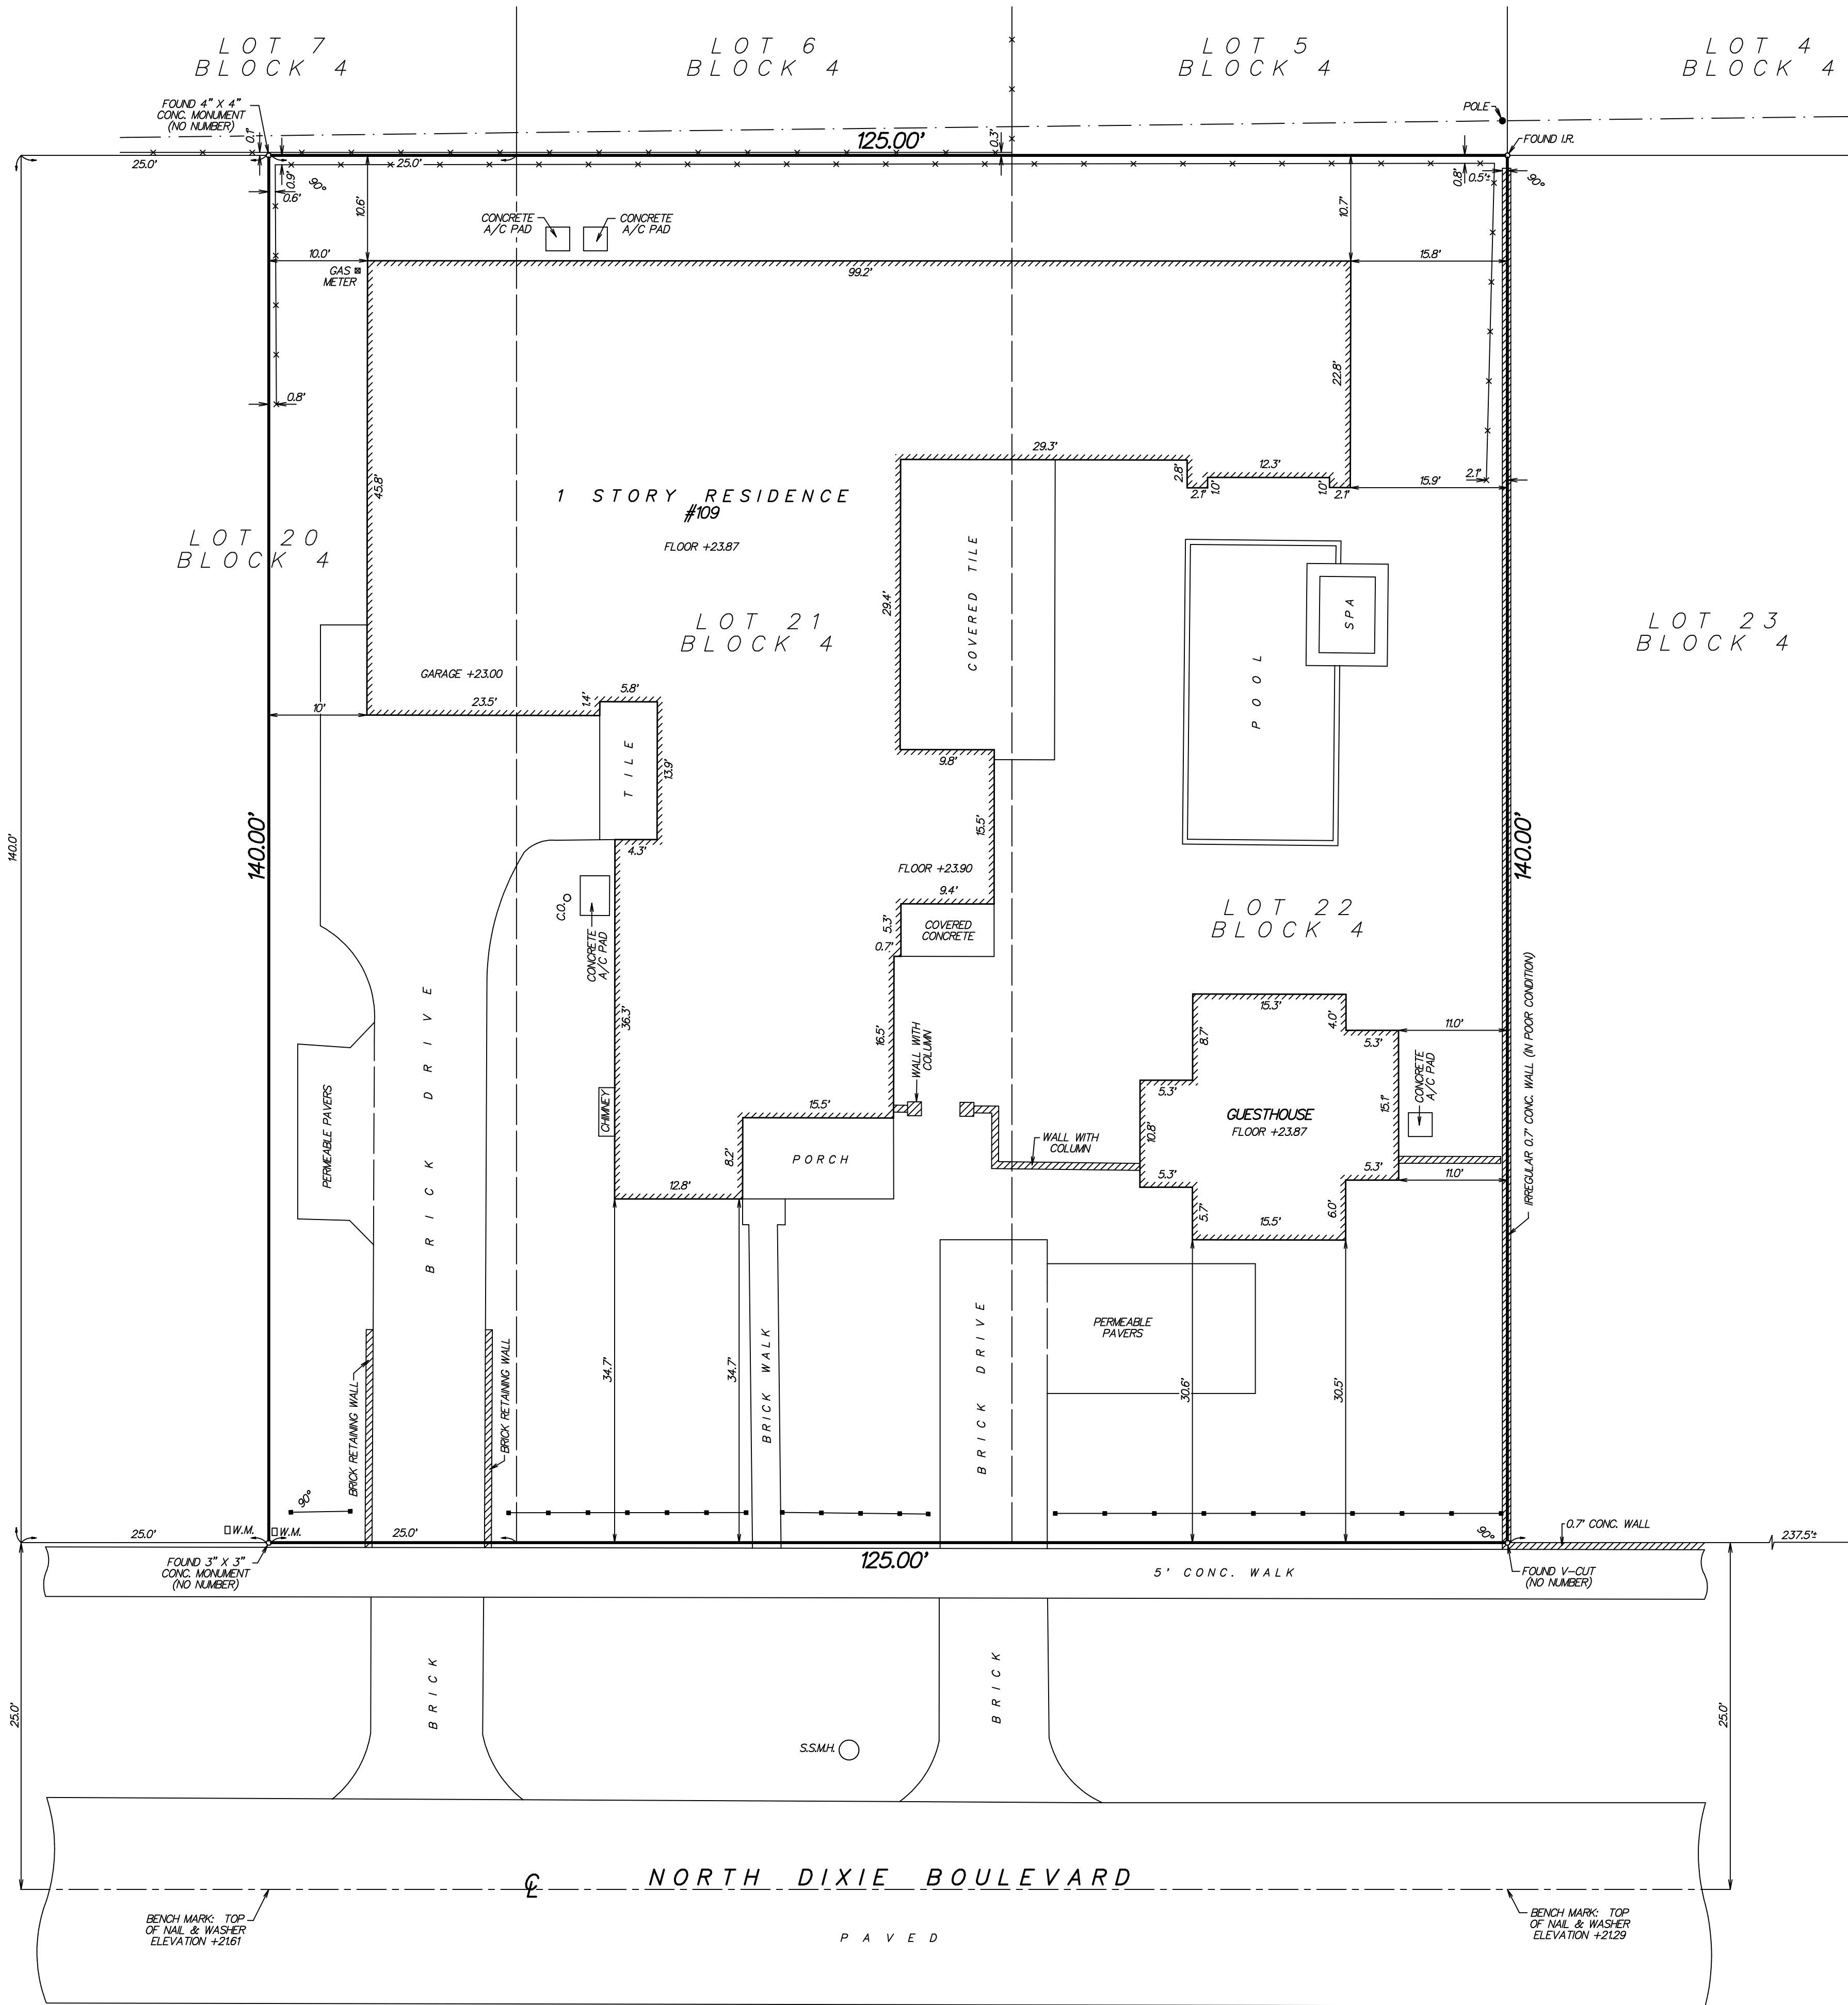 LOT 7
BLOCK 4
LOT 6
BLOCK 4
LOT 5
BLOCK 4
LOT 4
BLOCK 4
FOUND 4" X 4"
CONC. MONUMENT
(NO NUMBER)
0.1'
125.00'
0.3'
POLE
FOUND I.R.
25.0'
25.0'
0.9'
90°
0.6'
10.6'
CONCRETE
A/C PAD
CONCRETE
A/C PAD
10.7'
0.8'
0.5'±
90°
10.0'
GAS
METER
99.2'
15.8'
0.8'
45.8'
22.8'
29.3'
2.8'
12.3'
2.1'
1.0'
1.0'
2.1'
15.9'
2.1'
1 STORY RESIDENCE
#109
FLOOR +23.87
LOT 20
BLOCK 4
COVERED TILE
29.4'
SPA
POOL
LOT 21
BLOCK 4
LOT 23
BLOCK 4
GARAGE +23.00
10'
23.5'
1.4'
5.8'
TILE
13.9'
9.8'
15.5'
140.0'
140.00'
140.00'
4.3'
FLOOR +23.90
9.4'
5.3'
COVERED
CONCRETE
0.7'
C.O.
CONCRETE
A/C PAD
LOT 22
BLOCK 4
IRREGULAR 0.7' CONC. WALL (IN POOR CONDITION)
BRICK DRIVE
36.3'
16.5'
WALL WITH
COLUMN
15.3'
4.0'
8.7'
5.3'
11.0'
CONCRETE
A/C PAD
5.3'
PERMEABLE PAVERS
CHIMNEY
15.5'
GUESTHOUSE
FLOOR +23.87
15.1'
10.8'
WALL WITH
COLUMN
8.2'
PORCH
12.8'
5.3'
5.3'
11.0'
5.7'
15.5'
6.0'
34.7'
34.7'
BRICK WALK
BRICK DRIVE
PERMEABLE
PAVERS
30.6'
30.5'
BRICK RETAINING WALL
BRICK RETAINING WALL
90°
25.0'
W.M.
W.M.
25.0'
90°
0.7' CONC. WALL
237.5'±
FOUND 3" X 3"
CONC. MONUMENT
(NO NUMBER)
125.00'
5' CONC. WALK
FOUND V-CUT
(NO NUMBER)
25.0'
BRICK
BRICK
25.0'
S.S.M.H.
℄
NORTH DIXIE BOULEVARD
BENCH MARK: TOP
OF NAIL & WASHER
ELEVATION +21.61
PAVED
BENCH MARK: TOP
OF NAIL & WASHER
ELEVATION +21.29